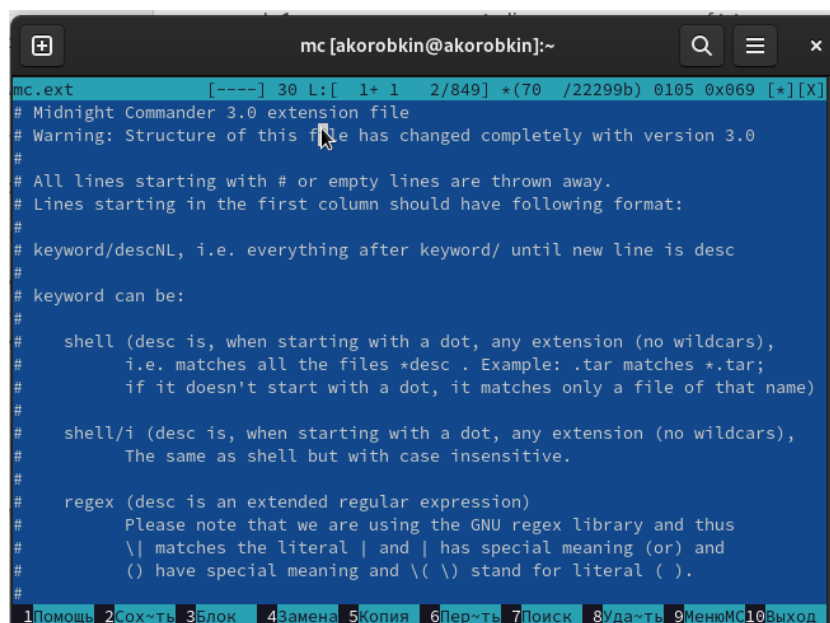 mc [akorobkin@akorobkin]:~
mc.ext [----] 30 L:[ 1+ 1 2/849] *(70 /22299b) 0105 0x069 [*][X]
# Midnight Commander 3.0 extension file
# Warning: Structure of this file has changed completely with version 3.0
#
# All lines starting with # or empty lines are thrown away.
# Lines starting in the first column should have following format:
#
# keyword/descNL, i.e. everything after keyword/ until new line is desc
#
# keyword can be:
#
# shell (desc is, when starting with a dot, any extension (no wildcars),
# i.e. matches all the files *desc . Example: .tar matches *.tar;
# if it doesn't start with a dot, it matches only a file of that name)
#
# shell/i (desc is, when starting with a dot, any extension (no wildcars),
# The same as shell but with case insensitive.
#
# regex (desc is an extended regular expression)
# Please note that we are using the GNU regex library and thus
# \| matches the literal | and | has special meaning (or) and
# () have special meaning and \( \) stand for literal ( ).
#
1Помощь 2Сох~ть 3Блок 4Замена 5Копия 6Пер~ть 7Поиск 8Уда~ть 9МенюMC10Выход